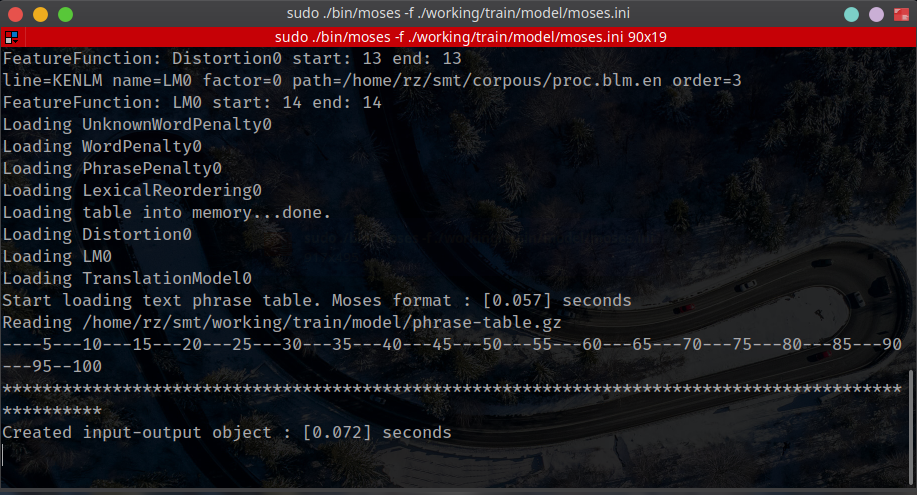 sudo ./bin/moses -f ./working/train/model/moses.ini
sudo ./bin/moses -f ./working/train/model/moses.ini 90x19
FeatureFunction: Distortion0 start: 13 end: 13
line=KENLM name=LM0 factor=0 path=/home/rz/smt/corpous/proc.blm.en order=3
FeatureFunction: LM0 start: 14 end: 14
Loading UnknownWordPenalty0
Loading WordPenalty0
Loading PhrasePenalty0
Loading LexicalReordering0
Loading table into memory...done.
Loading Distortion0
Loading LM0
Loading TranslationModel0
Start loading text phrase table. Moses format : [0.057] seconds
Reading /home/rz/smt/working/train/model/phrase-table.gz
----5---10---15---20---25---30---35---40---45---50---55---60---65---70---75---80---85---90
---95--100
******************************************************************************************
**********
Created input-output object : [0.072] seconds